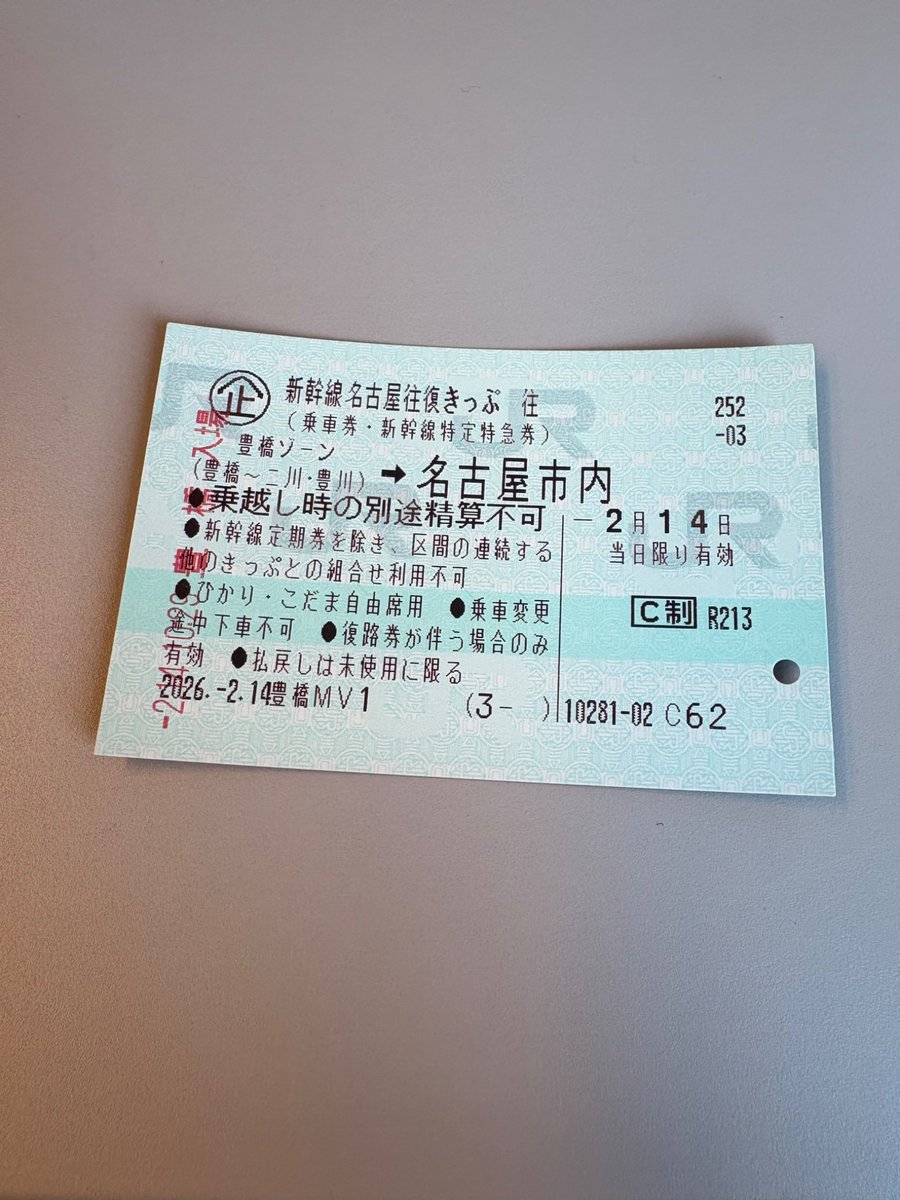 企 新幹線名古屋往復きっぷ 往
(乗車券・新幹線特定特急券)
252
-03
豊橋ゾーン
(豊橋～二川・豊川) ➡ 名古屋市内
●乗越し時の別途精算不可
●新幹線定期券を除き、区間の連続する
他のきっぷとの組合せ利用不可
●ひかり・こだま自由席用 ●乗車変更
途中下車不可 ●復路券が伴う場合のみ
有効 ●払戻しは未使用に限る
2026.-2.14豊橋MV1 (3- )
-2月14日
当日限り有効
C制 R213
10281-02 C62
豊橋 入場
JR